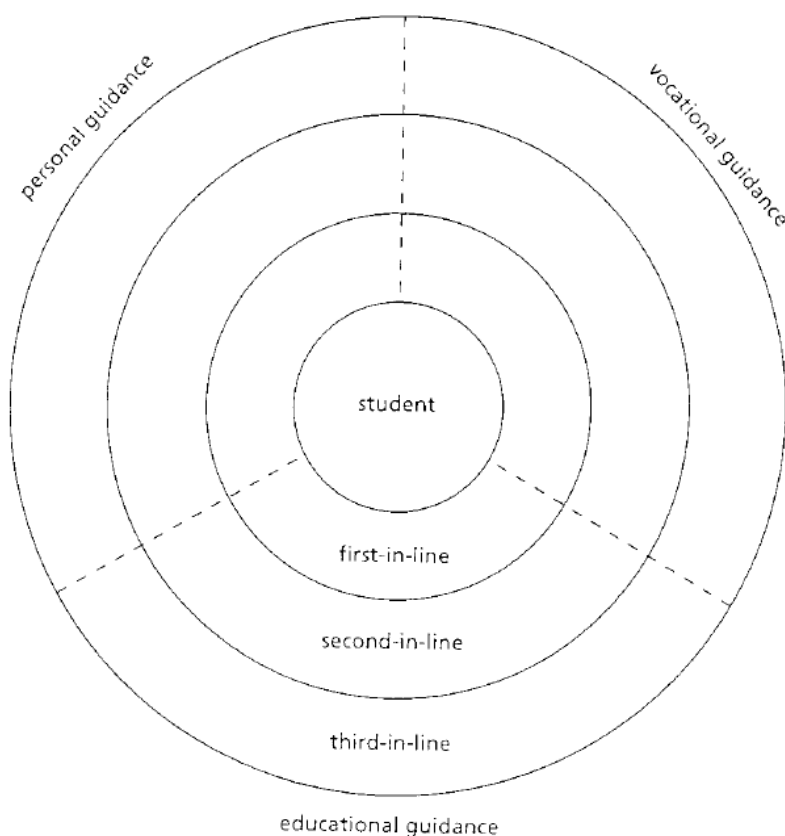 personal guidance
vocational guidance
student
first-in-line
second-in-line
third-in-line
educational guidance